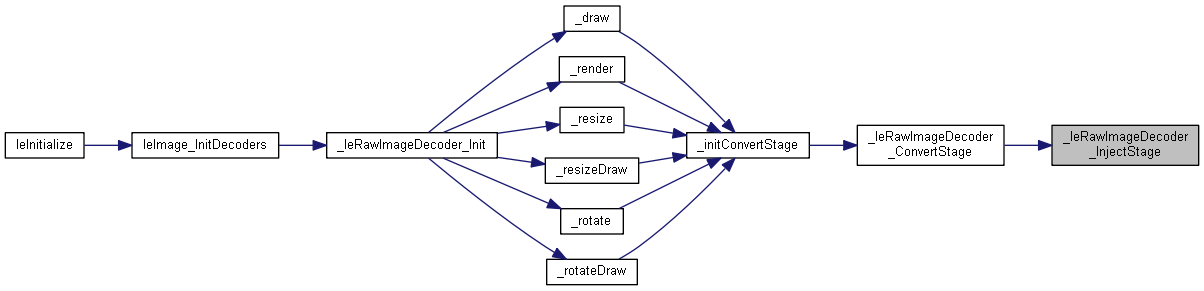 leInitialize
leImage_InitDecoders
_leRawImageDecoder_Init
_draw
_render
_resize
_resizeDraw
_rotate
_rotateDraw
_initConvertStage
_leRawImageDecoder
_ConvertStage
_leRawImageDecoder
_InjectStage